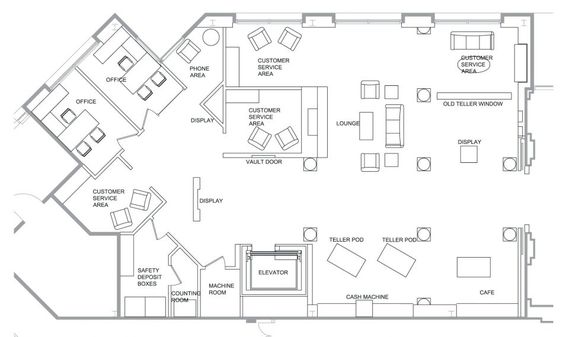 PHONE
AREA
CUSTOMER
SERVICE
AREA
CUSTOMER
SERVICE
AREA
OFFICE
OFFICE
DISPLAY
CUSTOMER
SERVICE
AREA
LOUNGE
OLD TELLER WINDOW
DISPLAY
VAULT DOOR
CUSTOMER
SERVICE
AREA
DISPLAY
TELLER POD
TELLER POD
SAFETY
DEPOSIT
BOXES
COUNTING
ROOM
MACHINE
ROOM
ELEVATOR
CASH MACHINE
CAFE